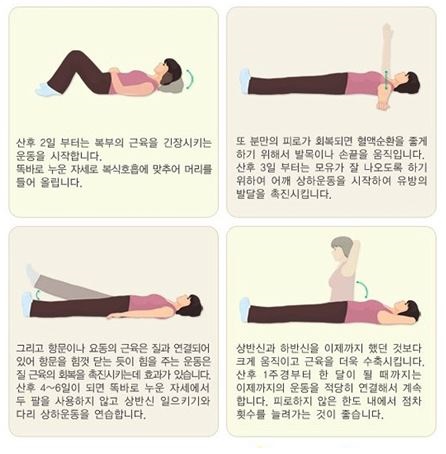 산후 2일 부터는 복부의 근육을 긴장시키는
운동을 시작합니다.
똑바로 누운 자세로 복식호흡에 맞추어 머리를
들어 올립니다.
또 분만의 피로가 회복되면 혈액순환을 좋게
하기 위해서 발목이나 손끝을 움직입니다.
산후 3일 부터는 모유가 잘 나오도록 하기
위하여 어깨 상하운동을 시작하여 유방의
발달을 촉진시킵니다.
그리고 항문이나 요통의 근육은 질과 연결되어
있어 항문을 힘껏 닫는 듯이 힘을 주는 운동은
질 근육의 회복을 촉진시키는데 효과가 있습니다.
산후 4~6일이 되면 똑바로 누운 자세에서
두 팔을 사용하지 않고 상반신 일으키기와
다리 상하운동을 연습합니다.
상반신과 하반신을 이제까지 했던 것보다
크게 움직이고 근육을 더욱 수축시킵니다.
산후 1주경부터 한 달이 될 때까지는
이제까지의 운동을 적당히 연결해서 계속
합니다. 피로하지 않은 한도 내에서 점차
횟수를 늘려가는 것이 좋습니다.